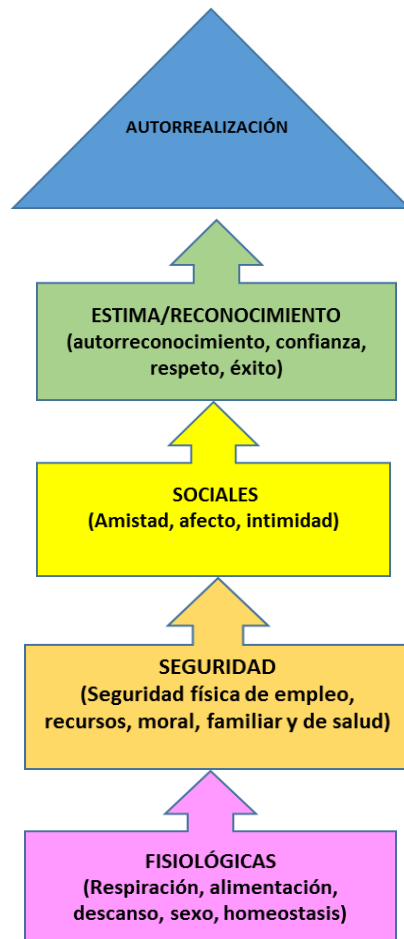 AUTORREALIZACIÓN
ESTIMA/RECONOCIMIENTO
(autorreconocimiento, confianza,
respeto, éxito)
SOCIALES
(Amistad, afecto, intimidad)
SEGURIDAD
(Seguridad física de empleo,
recursos, moral, familiar y de salud)
FISIOLÓGICAS
(Respiración, alimentación,
descanso, sexo, homeostasis)